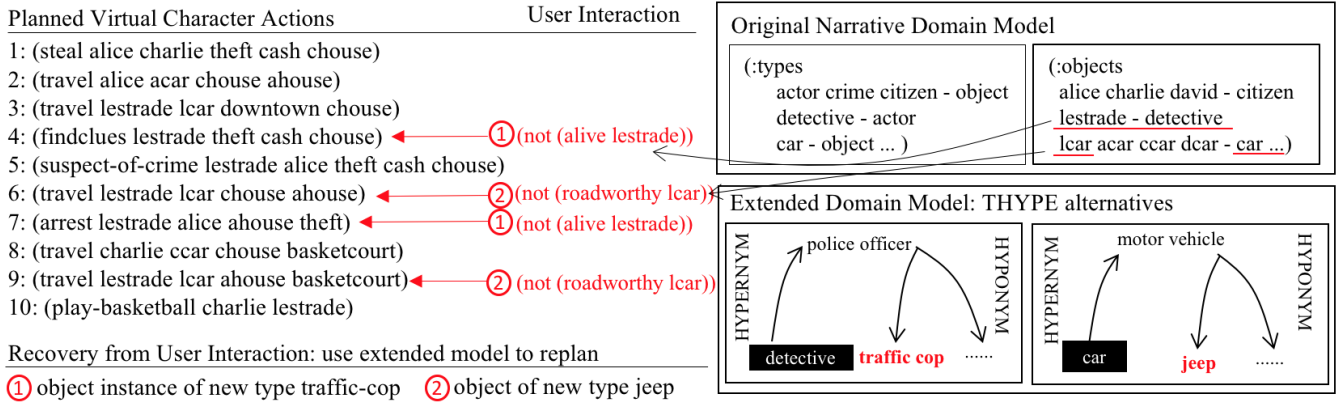 Planned Virtual Character Actions
User Interaction
1: (steal alice charlie theft cash chouse)
2: (travel alice acar chouse ahouse)
3: (travel lestrade lcar downtown chouse)
4: (findclues lestrade theft cash chouse)
1 (not (alive lestrade))
5: (suspect-of-crime lestrade alice theft cash chouse)
6: (travel lestrade lcar chouse ahouse)
2 (not (roadworthy lcar))
7: (arrest lestrade alice ahouse theft)
1 (not (alive lestrade))
8: (travel charlie ccar chouse basketcourt)
9: (travel lestrade lcar ahouse basketcourt)
2 (not (roadworthy lcar))
10: (play-basketball charlie lestrade)
Recovery from User Interaction: use extended model to replan
1 object instance of new type traffic-cop
2 object of new type jeep
Original Narrative Domain Model
(:types
actor crime citizen - object
detective - actor
car - object ... )
(:objects
alice charlie david - citizen
lestrade - detective
lcar acar ccar dcar - car ...)
Extended Domain Model: THYPE alternatives
HYPERNYM
police officer
HYPONYM
detective
traffic cop
......
HYPERNYM
motor vehicle
HYPONYM
car
jeep
......